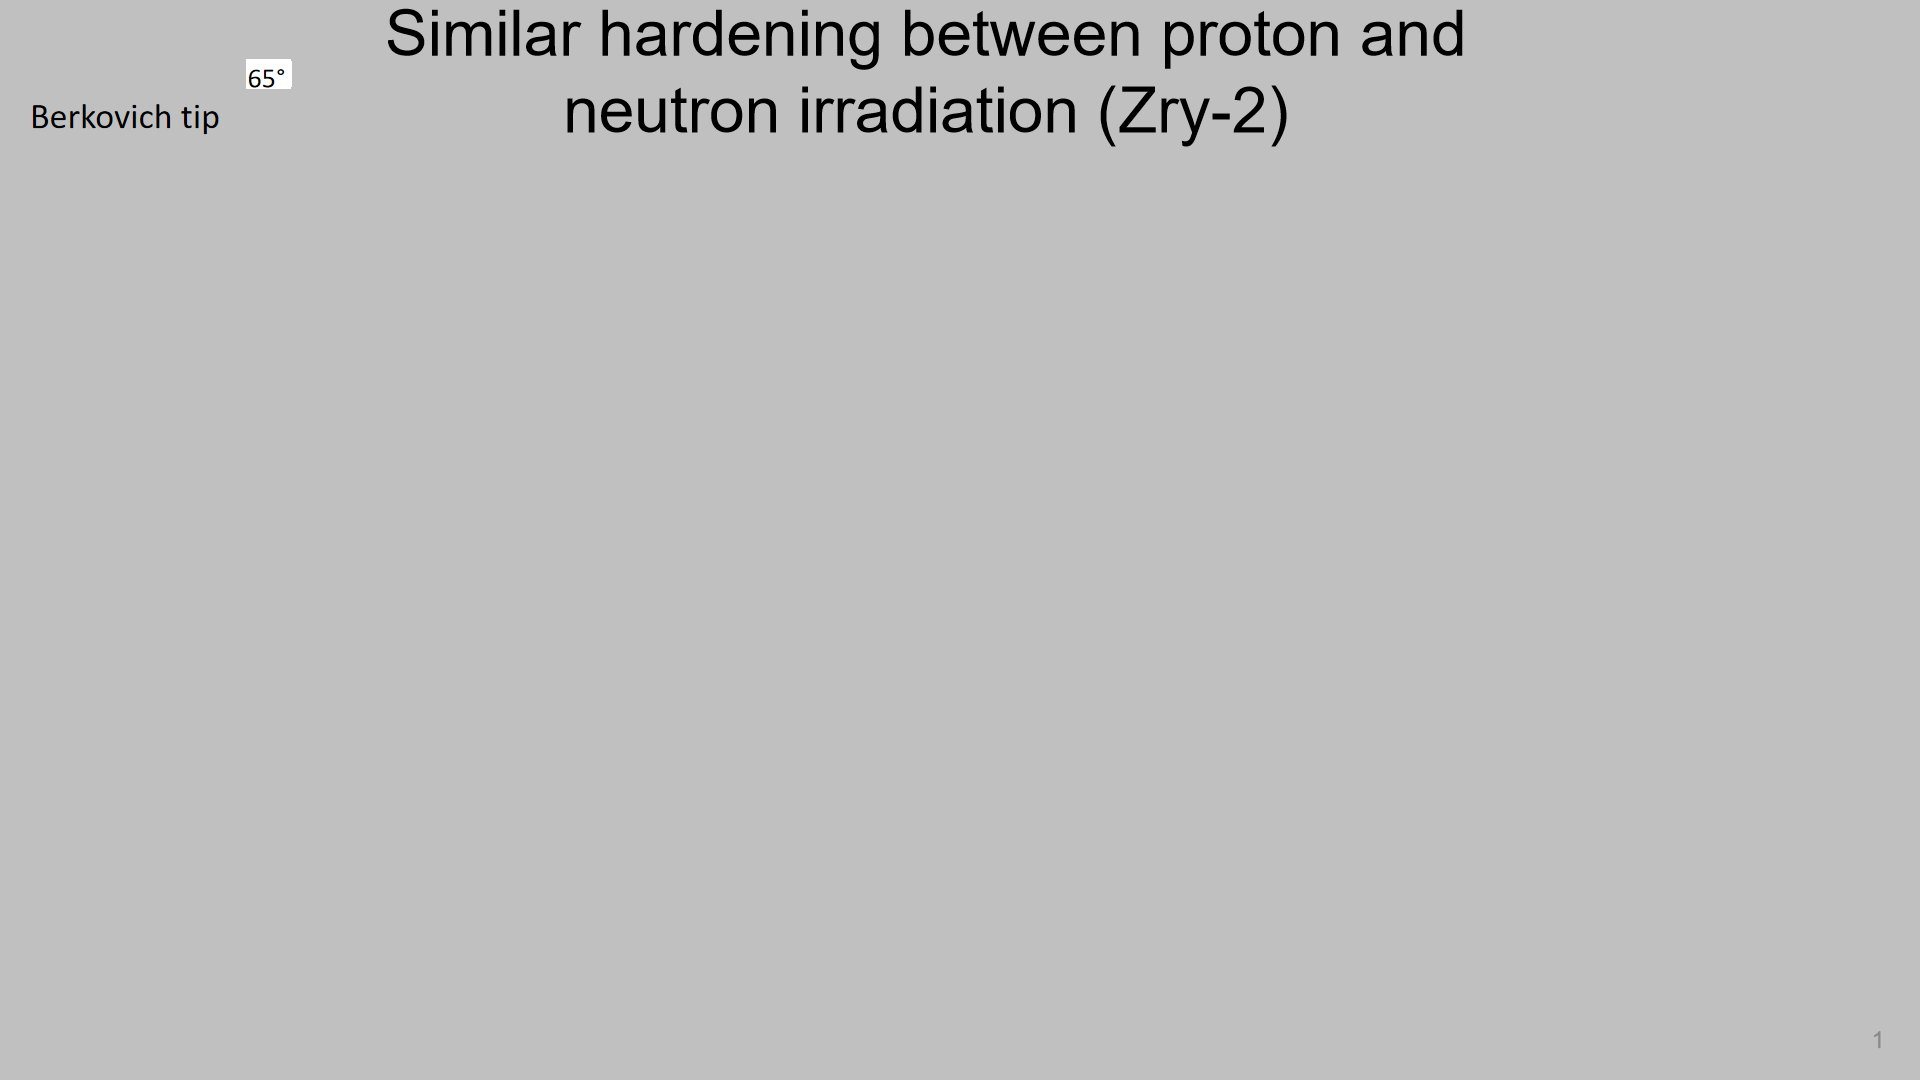 Similar hardening between proton and
neutron irradiation (Zry-2)
65°
Berkovich tip
1